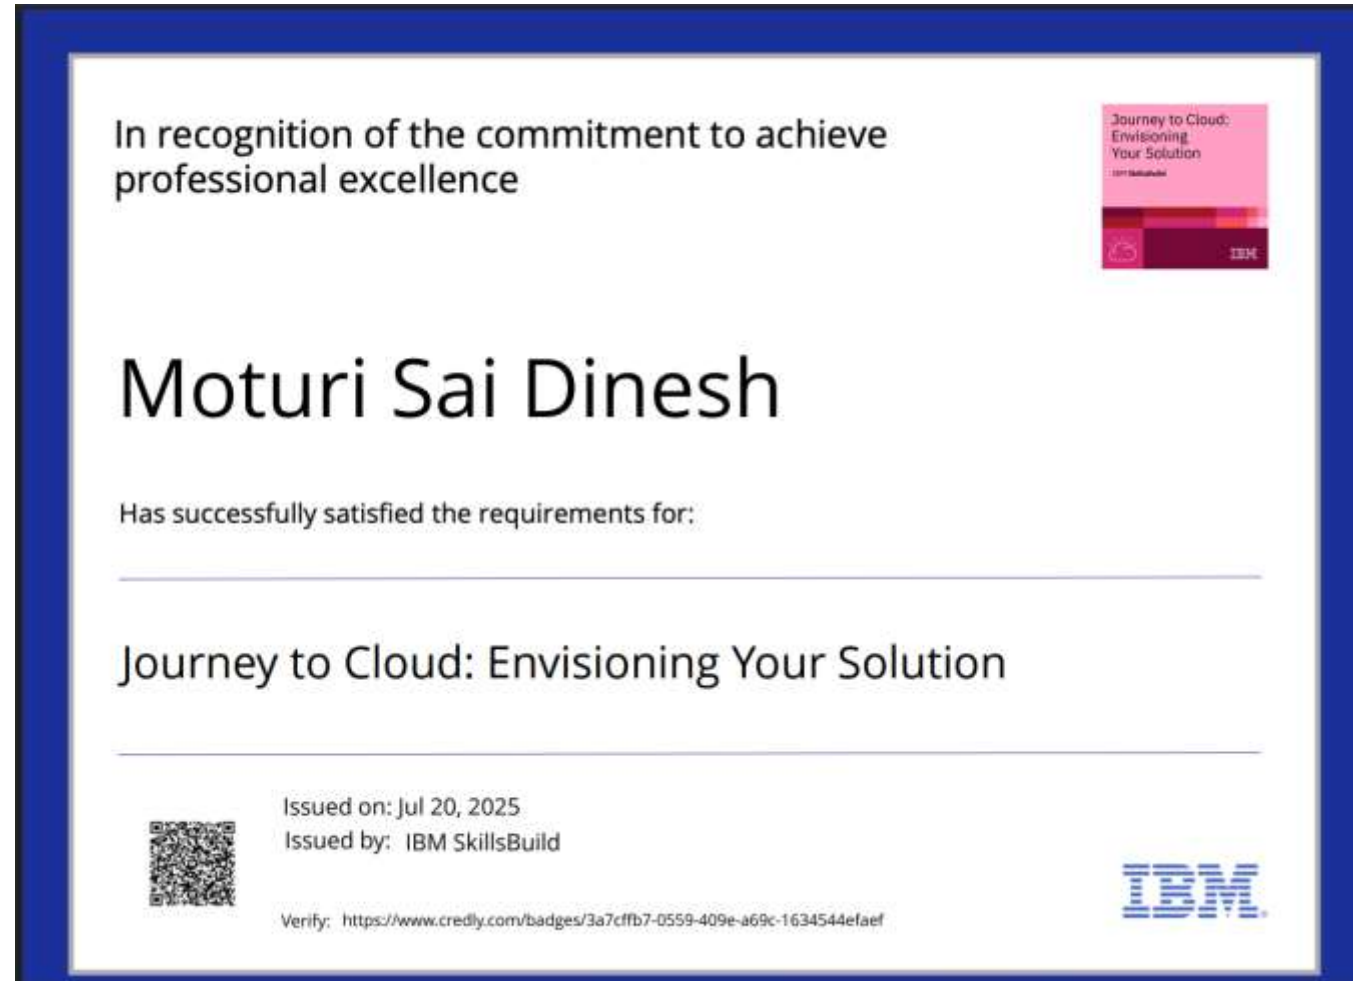 In recognition of the commitment to achieve
professional excellence
Journey to Cloud:
Envisioning
Your Solution
IBM SkillsBuild
IBM
Moturi Sai Dinesh
Has successfully satisfied the requirements for:
Journey to Cloud: Envisioning Your Solution
Issued on: Jul 20, 2025
Issued by: IBM SkillsBuild
Verify: https://www.credly.com/badges/3a7cffb7-0559-409e-a69c-1634544efaef
IBM.